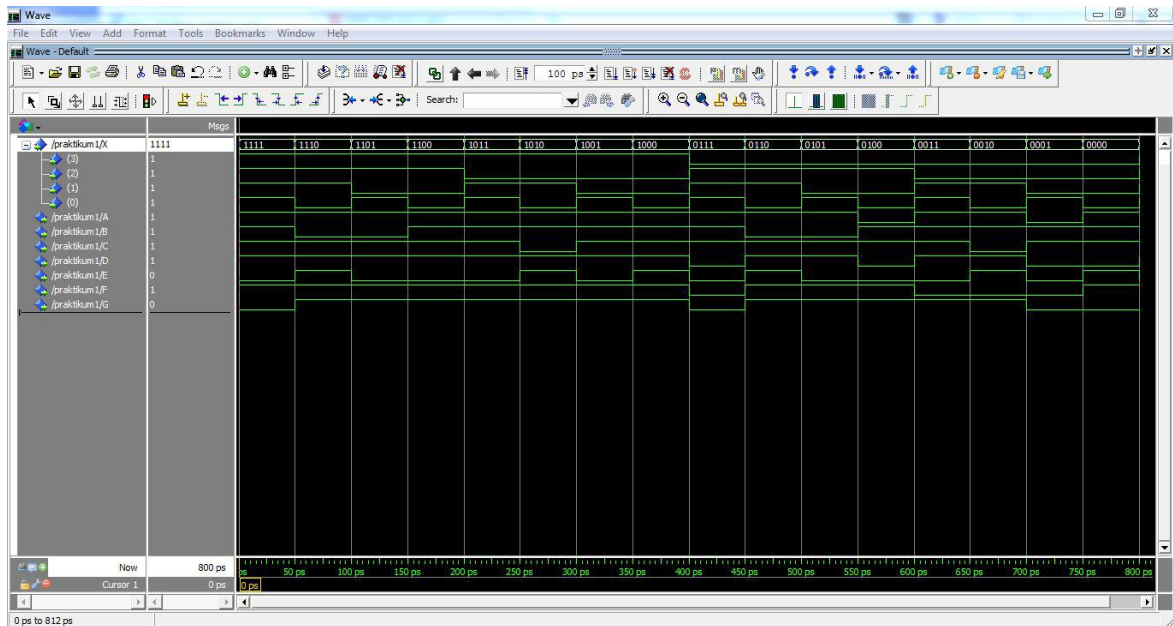 Wave
File Edit View Add Format Tools Bookmarks Window Help
Wave - Default
100 ps
Search:
Msgs
/praktikum1/X 1111 1111 1110 1101 1100 1011 1010 1001 1000 0111 0110 0101 0100 0011 0010 0001 0000
(3) 1
(2) 1
(1) 1
(0) 1
/praktikum1/A 1
/praktikum1/B 1
/praktikum1/C 1
/praktikum1/D 1
/praktikum1/E 0
/praktikum1/F 1
/praktikum1/G 0
Now 800 ps ps 50 ps 100 ps 150 ps 200 ps 250 ps 300 ps 350 ps 400 ps 450 ps 500 ps 550 ps 600 ps 650 ps 700 ps 750 ps 800 ps
Cursor 1 0 ps 0 ps
0 ps to 812 ps